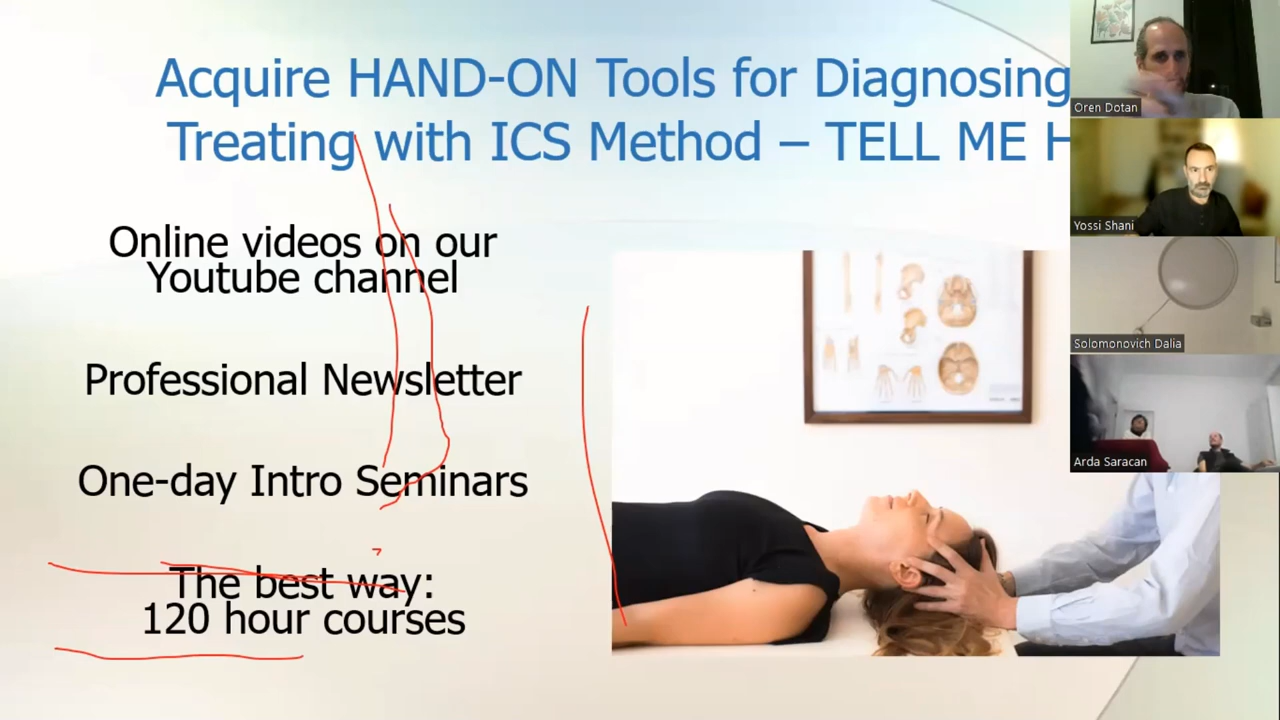 Acquire HAND-ON Tools for Diagnosing
Treating with ICS Method – TELL ME H
Online videos on our
Youtube channel
Professional Newsletter
One-day Intro Seminars
The best way:
120 hour courses
Oren Dotan
Yossi Shani
Solomonovich Dalia
Arda Saracan